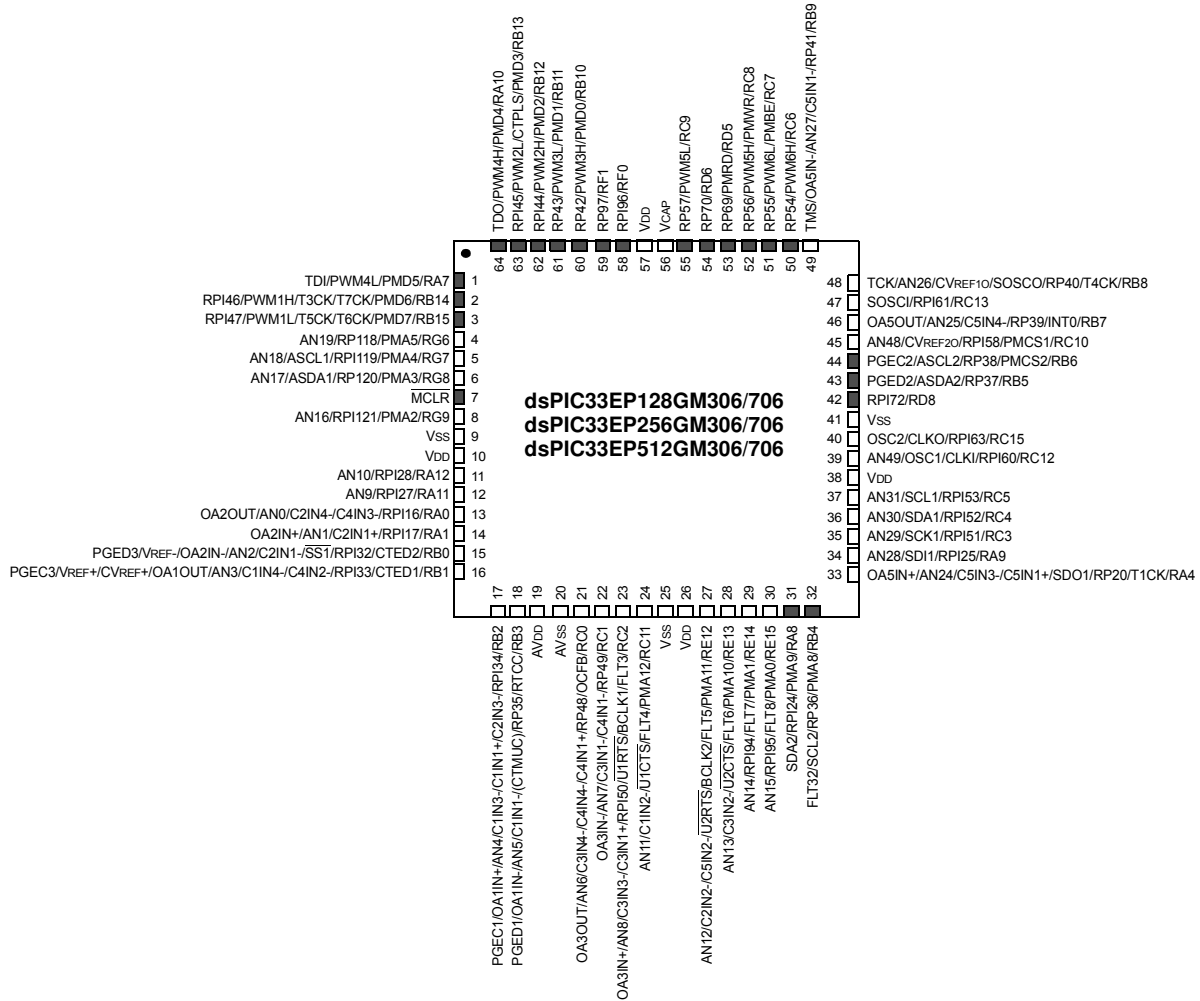 TDO/PWM4H/PMD4/RA10
RPI45/PWM2L/CTPLS/PMD3/RB13
RPI44/PWM2H/PMD2/RB12
RP43/PWM3L/PMD1/RB11
RP42/PWM3H/PMD0/RB10
RP97/RF1
RPI96/RF0
VDD
VCAP
RP57/PWM5L/RC9
RP70/RD6
RP69/PMRD/RD5
RP56/PWM5H/PMWR/RC8
RP55/PWM6L/PMBE/RC7
RP54/PWM6H/RC6
TMS/OA5IN-/AN27/C5IN1-/RP41/RB9
64 63 62 61 60 59 58 57 56 55 54 53 52 51 50 49
TDI/PWM4L/PMD5/RA7 1
RPI46/PWM1H/T3CK/T7CK/PMD6/RB14 2
RPI47/PWM1L/T5CK/T6CK/PMD7/RB15 3
AN19/RP118/PMA5/RG6 4
AN18/ASCL1/RPI119/PMA4/RG7 5
AN17/ASDA1/RP120/PMA3/RG8 6
MCLR 7
AN16/RPI121/PMA2/RG9 8
VSS 9
VDD 10
AN10/RPI28/RA12 11
AN9/RPI27/RA11 12
OA2OUT/AN0/C2IN4-/C4IN3-/RPI16/RA0 13
OA2IN+/AN1/C2IN1+/RPI17/RA1 14
PGED3/VREF-/OA2IN-/AN2/C2IN1-/SS1/RPI32/CTED2/RB0 15
PGEC3/VREF+/CVREF+/OA1OUT/AN3/C1IN4-/C4IN2-/RPI33/CTED1/RB1 16
dsPIC33EP128GM306/706
dsPIC33EP256GM306/706
dsPIC33EP512GM306/706
48 TCK/AN26/CVREF1O/SOSCO/RP40/T4CK/RB8
47 SOSCI/RPI61/RC13
46 OA5OUT/AN25/C5IN4-/RP39/INT0/RB7
45 AN48/CVREF2O/RPI58/PMCS1/RC10
44 PGEC2/ASCL2/RP38/PMCS2/RB6
43 PGED2/ASDA2/RP37/RB5
42 RPI72/RD8
41 VSS
40 OSC2/CLKO/RPI63/RC15
39 AN49/OSC1/CLKI/RPI60/RC12
38 VDD
37 AN31/SCL1/RPI53/RC5
36 AN30/SDA1/RPI52/RC4
35 AN29/SCK1/RPI51/RC3
34 AN28/SDI1/RPI25/RA9
33 OA5IN+/AN24/C5IN3-/C5IN1+/SDO1/RP20/T1CK/RA4
17 18 19 20 21 22 23 24 25 26 27 28 29 30 31 32
PGEC1/OA1IN+/AN4/C1IN3-/C1IN1+/C2IN3-/RPI34/RB2
PGED1/OA1IN-/AN5/C1IN1-/(CTMUC)/RP35/RTCC/RB3
AVDD
AVSS
OA3OUT/AN6/C3IN4-/C4IN4-/C4IN1+/RP48/OCFB/RC0
OA3IN-/AN7/C3IN1-/C4IN1-/RP49/RC1
OA3IN+/AN8/C3IN3-/C3IN1+/RPI50/U1RTS/BCLK1/FLT3/RC2
AN11/C1IN2-/U1CTS/FLT4/PMA12/RC11
VSS
VDD
AN12/C2IN2-/C5IN2-/U2RTS/BCLK2/FLT5/PMA11/RE12
AN13/C3IN2-/U2CTS/FLT6/PMA10/RE13
AN14/RPI94/FLT7/PMA1/RE14
AN15/RPI95/FLT8/PMA0/RE15
SDA2/RPI24/PMA9/RA8
FLT32/SCL2/RP36/PMA8/RB4